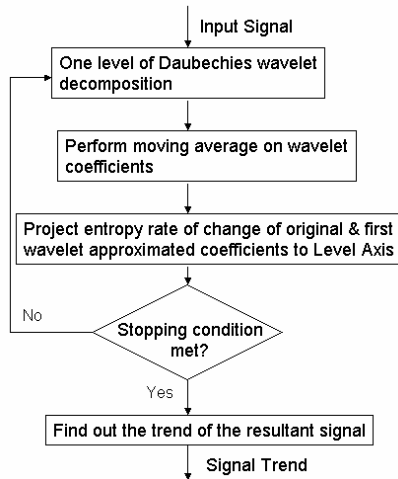 Input Signal
One level of Daubechies wavelet
decomposition
Perform moving average on wavelet
coefficients
Project entropy rate of change of original & first
wavelet approximated coefficients to Level Axis
Stopping condition
met?
No
Yes
Find out the trend of the resultant signal
Signal Trend